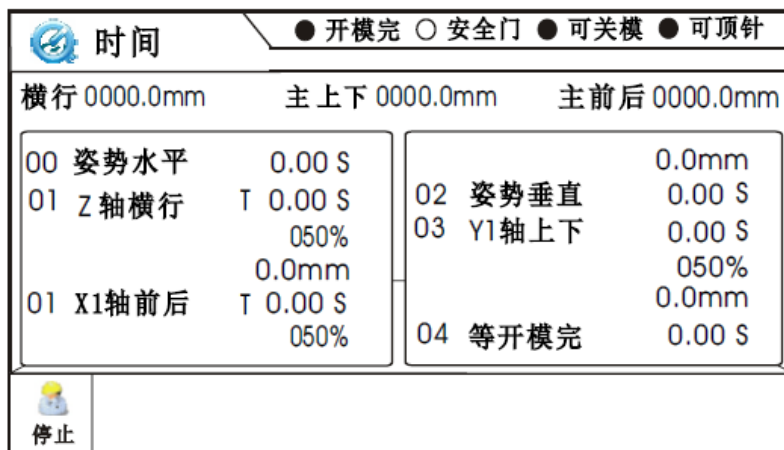 时间
● 开模完 ○ 安全门 ● 可关模 ● 可顶针
横行 0000.0mm 主上下 0000.0mm 主前后 0000.0mm
00 姿势水平 0.00 S
01 Z轴横行 T 0.00 S
050%
0.0mm
01 X1轴前后 T 0.00 S
050%
0.0mm
02 姿势垂直 0.00 S
03 Y1轴上下 0.00 S
050%
0.0mm
04 等开模完 0.00 S
停止